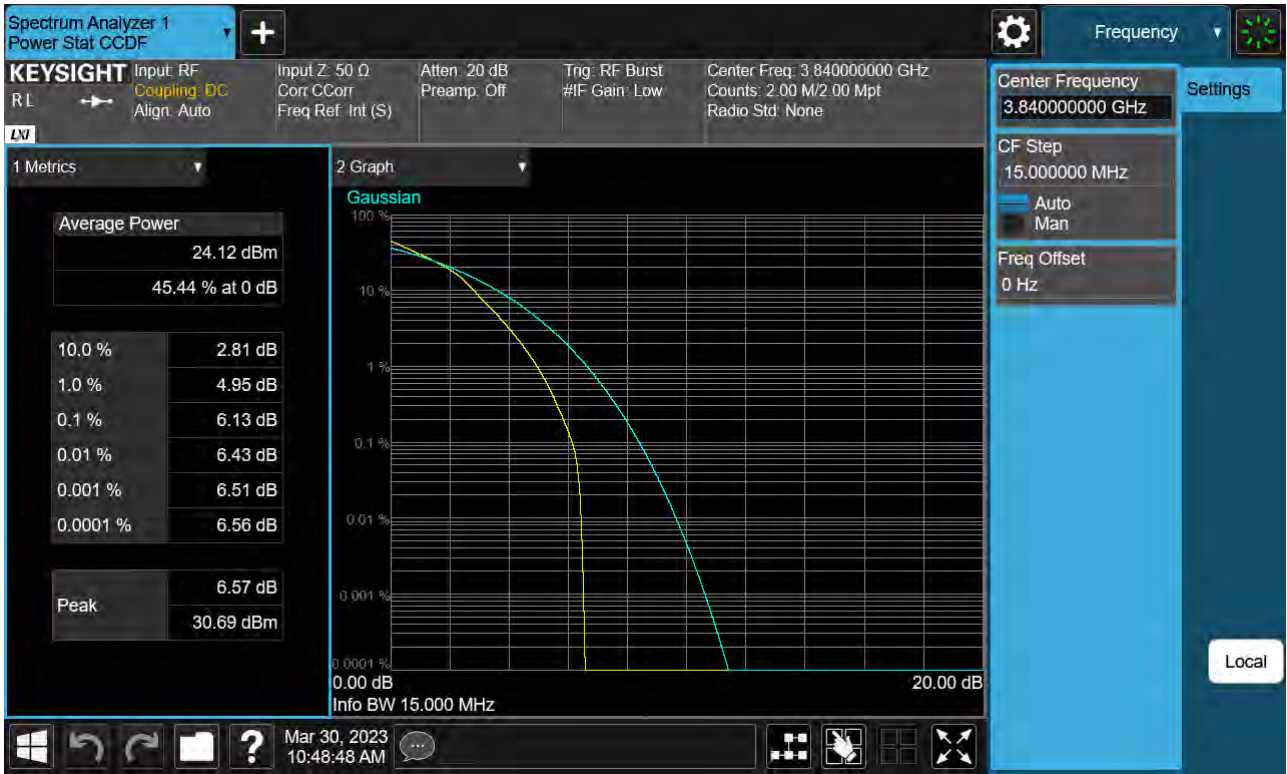 Spectrum Analyzer 1
Power Stat CCDF
Frequency
KEYSIGHT
R L
LXI
Input: RF
Coupling: DC
Align: Auto
Input Z: 50 Ω
Corr CCorr
Freq Ref: Int (S)
Atten: 20 dB
Preamp: Off
Trig: RF Burst
#IF Gain: Low
Center Freq: 3.840000000 GHz
Counts: 2.00 M/2.00 Mpt
Radio Std: None
Center Frequency
3.840000000 GHz
Settings
CF Step
15.000000 MHz
Auto
Man
Freq Offset
0 Hz
Local
1 Metrics
Average Power
24.12 dBm
45.44 % at 0 dB
10.0 % 2.81 dB
1.0 % 4.95 dB
0.1 % 6.13 dB
0.01 % 6.43 dB
0.001 % 6.51 dB
0.0001 % 6.56 dB
Peak
6.57 dB
30.69 dBm
2 Graph
Gaussian
100 %
10 %
1 %
0.1 %
0.01 %
0.001 %
0.0001 %
0.00 dB 20.00 dB
Info BW 15.000 MHz
?
Mar 30, 2023
10:48:48 AM